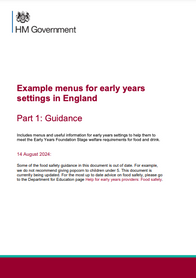 HM Government
Example menus for early years
settings in England
Part 1: Guidance
Includes menus and useful information for early years settings to help them to
meet the Early Years Foundation Stage welfare requirements for food and drink.
14 August 2024
Some of the food safety guidance in this document is out of date. For example,
we do not recommend giving popcorn to children under 5. This document is
currently being updated. For the most up to date advice on food safety, please go
to the Department for Education page Help for early years providers: Food safety.